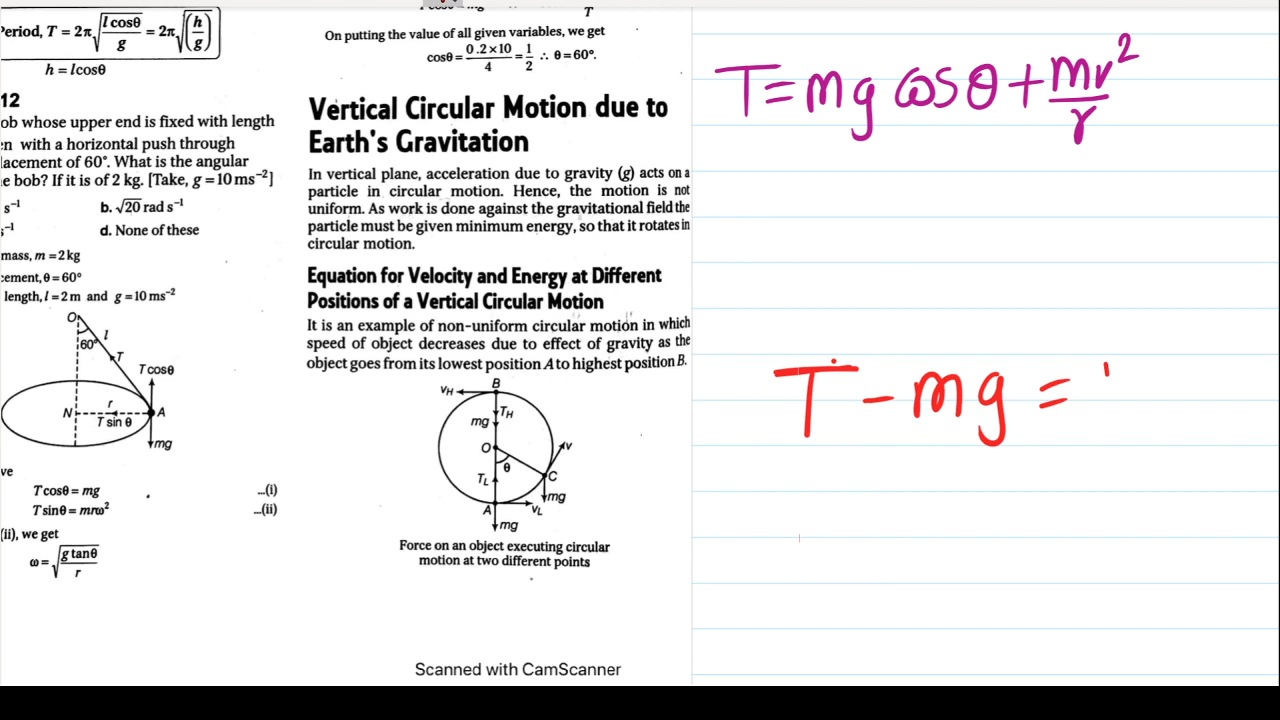 Period, T = 2π√(l cosθ / g) = 2π√(h/g)
h = lcosθ
12
ob whose upper end is fixed with length
n with a horizontal push through
lacement of 60°. What is the angular
e bob? If it is of 2 kg. [Take, g = 10 ms⁻²]
s⁻¹ b. √20 rad s⁻¹
s⁻¹ d. None of these
mass, m = 2 kg
cement, θ = 60°
length, l = 2 m and g = 10 ms⁻²
O
60°
l
T
T cosθ
N
r
A
T sin θ
mg
ve
T cosθ = mg ...(i)
T sinθ = mrω² ...(ii)
(ii), we get
ω = √(g tanθ / r)
T
On putting the value of all given variables, we get
cosθ = 0.2 × 10 / 4 = 1/2 ∴ θ = 60°.
Vertical Circular Motion due to
Earth's Gravitation
In vertical plane, acceleration due to gravity (g) acts on a
particle in circular motion. Hence, the motion is not
uniform. As work is done against the gravitational field the
particle must be given minimum energy, so that it rotates in
circular motion.
Equation for Velocity and Energy at Different
Positions of a Vertical Circular Motion
It is an example of non-uniform circular motion in which
speed of object decreases due to effect of gravity as the
object goes from its lowest position A to highest position B.
B
v_H
T_H
mg
O
θ
v
C
T_L
mg
A
v_L
mg
Force on an object executing circular
motion at two different points
Scanned with CamScanner
T = mg cosθ + mv²/r
T - mg =